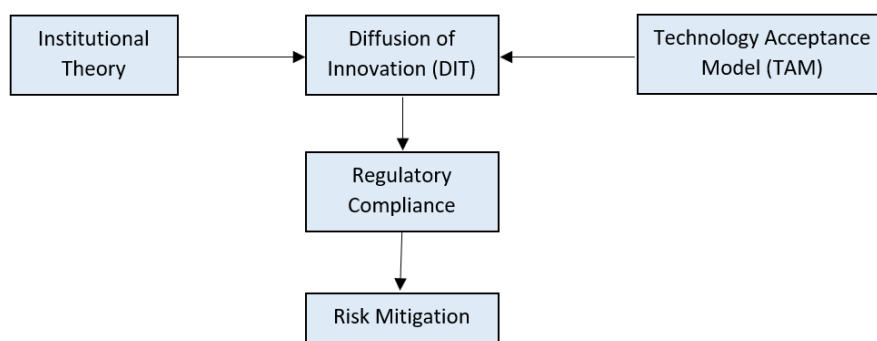 Institutional
Theory
Diffusion of
Innovation (DIT)
Technology Acceptance
Model (TAM)
Regulatory
Compliance
Risk Mitigation